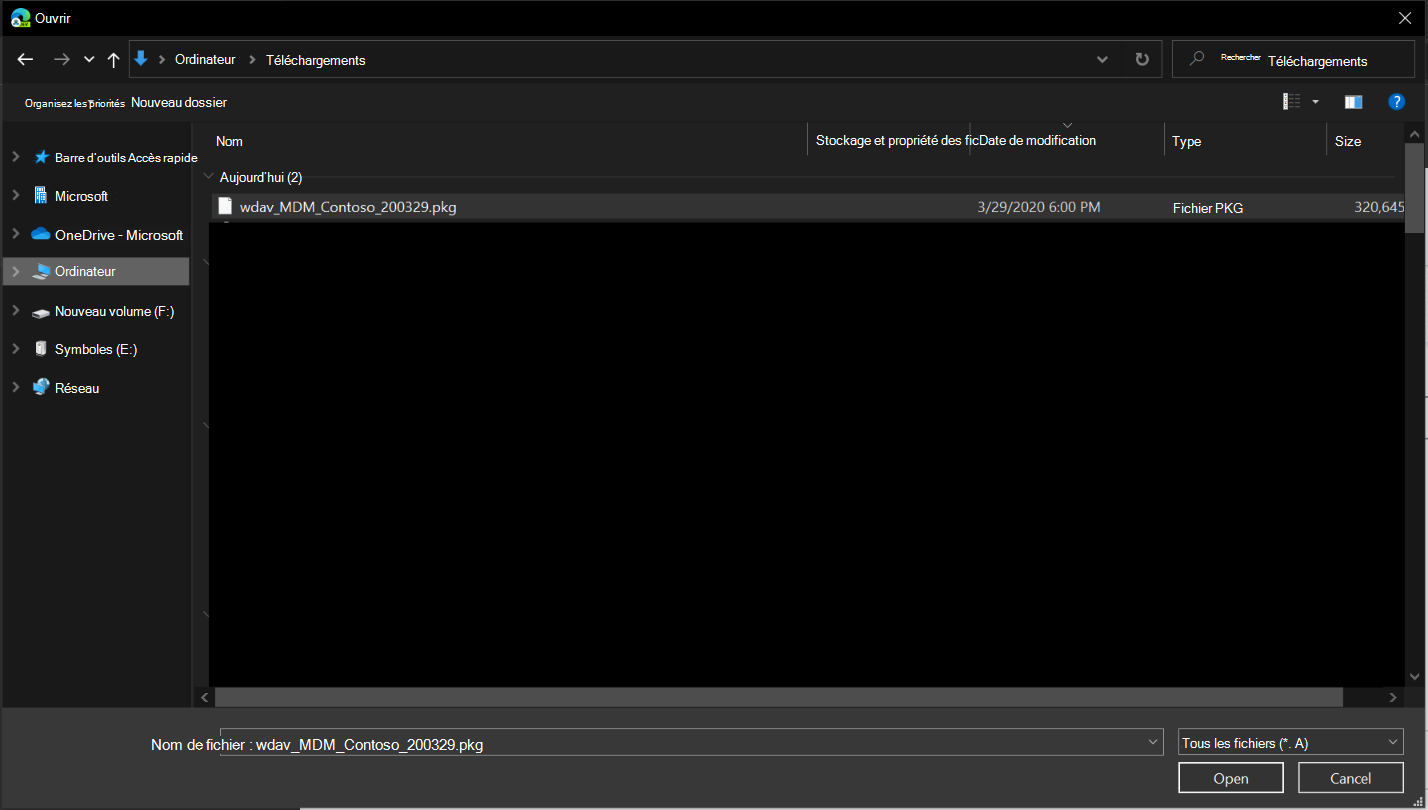 Ouvrir
Ordinateur Téléchargements
Rechercher Téléchargements
Organisez les priorités Nouveau dossier
Nom Stockage et propriété des fic Date de modification Type Size
Barre d'outils Accès rapide
Aujourd'hui (2)
Microsoft
wdav_MDM_Contoso_200329.pkg 3/29/2020 6:00 PM Fichier PKG 320,645
OneDrive - Microsoft
Ordinateur
Nouveau volume (F:)
Symboles (E:)
Réseau
Nom de fichier : wdav_MDM_Contoso_200329.pkg Tous les fichiers (*. A)
Open Cancel